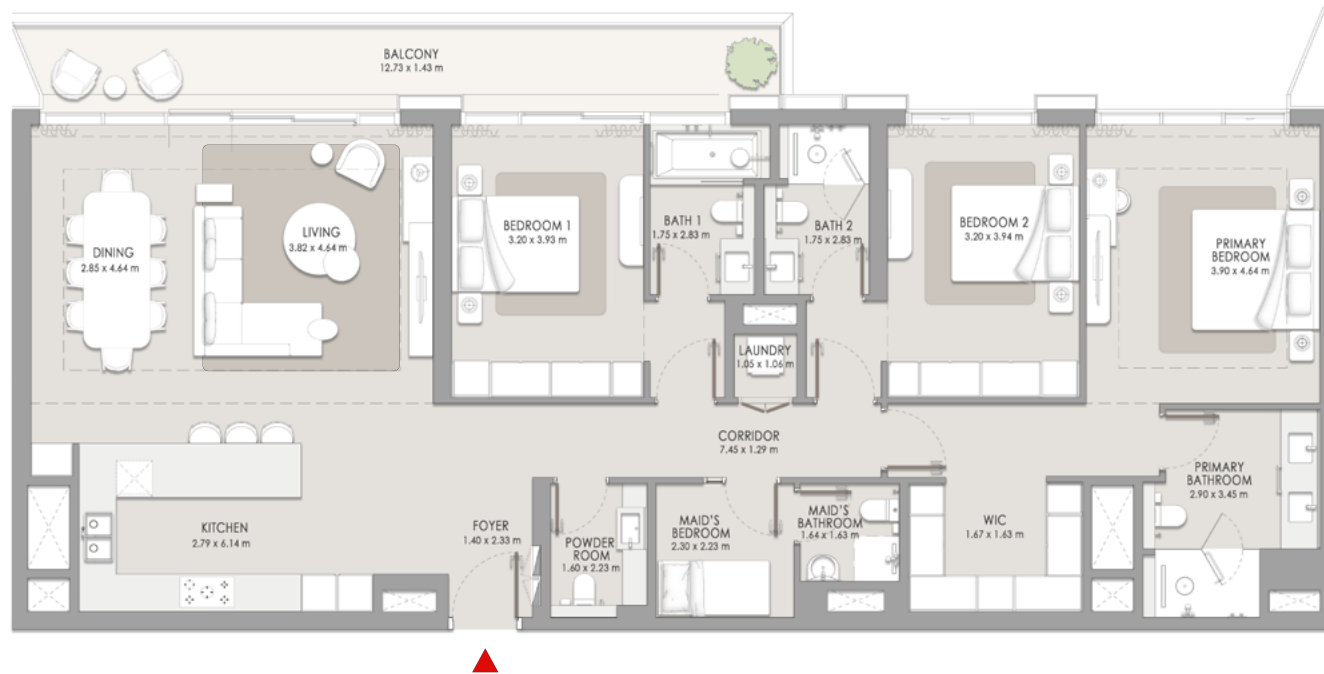 BALCONY
12.73 x 1.43 m
DINING
2.85 x 4.64 m
LIVING
3.82 x 4.64 m
BEDROOM 1
3.20 x 3.93 m
BATH 1
1.75 x 2.83 m
BATH 2
1.75 x 2.83 m
BEDROOM 2
3.20 x 3.94 m
PRIMARY
BEDROOM
3.90 x 4.64 m
LAUNDRY
1.05 x 1.06 m
CORRIDOR
7.45 x 1.29 m
KITCHEN
2.79 x 6.14 m
FOYER
1.40 x 2.33 m
POWDER
ROOM
1.60 x 2.23 m
MAID'S
BEDROOM
2.30 x 2.23 m
MAID'S
BATHROOM
1.64 x 1.63 m
WIC
1.67 x 1.63 m
PRIMARY
BATHROOM
2.90 x 3.45 m